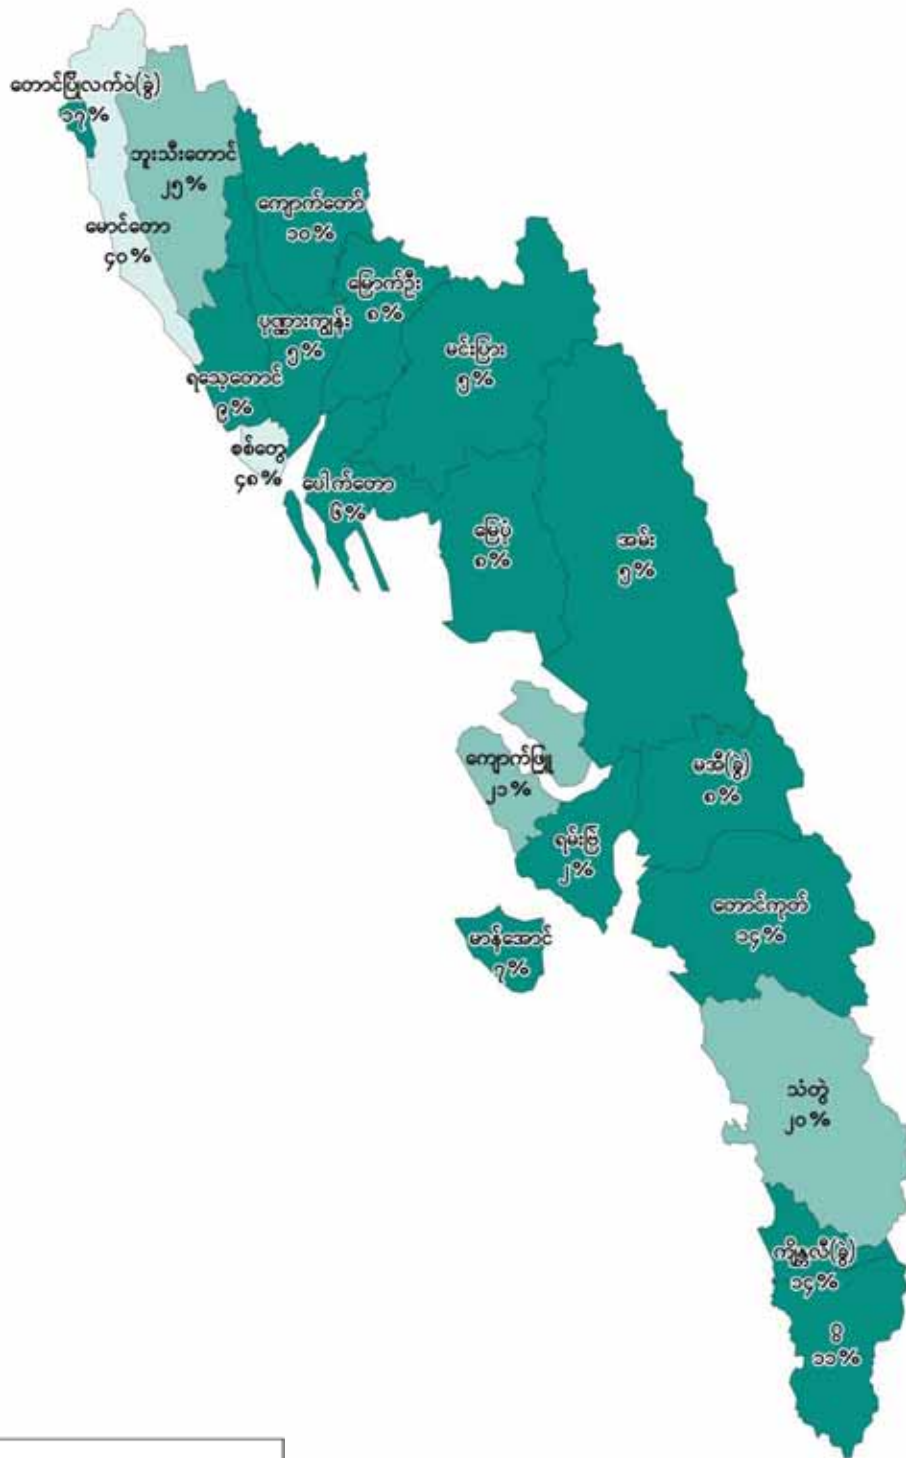 တောင်ပြိုလက်ဝဲ(ခွဲ)
၁၇%
ဘူးသီးတောင်
၂၅%
ကျောက်တော်
၁၀%
မောင်တော
၄၀%
မြောက်ဦး
၈%
ပုဏ္ဏားကျွန်း
၅%
မင်းပြား
၅%
ရသေ့တောင်
၉%
စစ်တွေ
၄၈%
ပေါက်တော
၆%
မြေပုံ
၈%
အမ်း
၅%
ကျောက်ဖြူ
၂၁%
မအီ(ခွဲ)
၈%
ရမ်းဗြဲ
၂%
တောင်ကုတ်
၁၄%
မာန်အောင်
၇%
သံတွဲ
၂၀%
ကျိန္တလီ(ခွဲ)
၁၄%
ဂွ
၁၁%